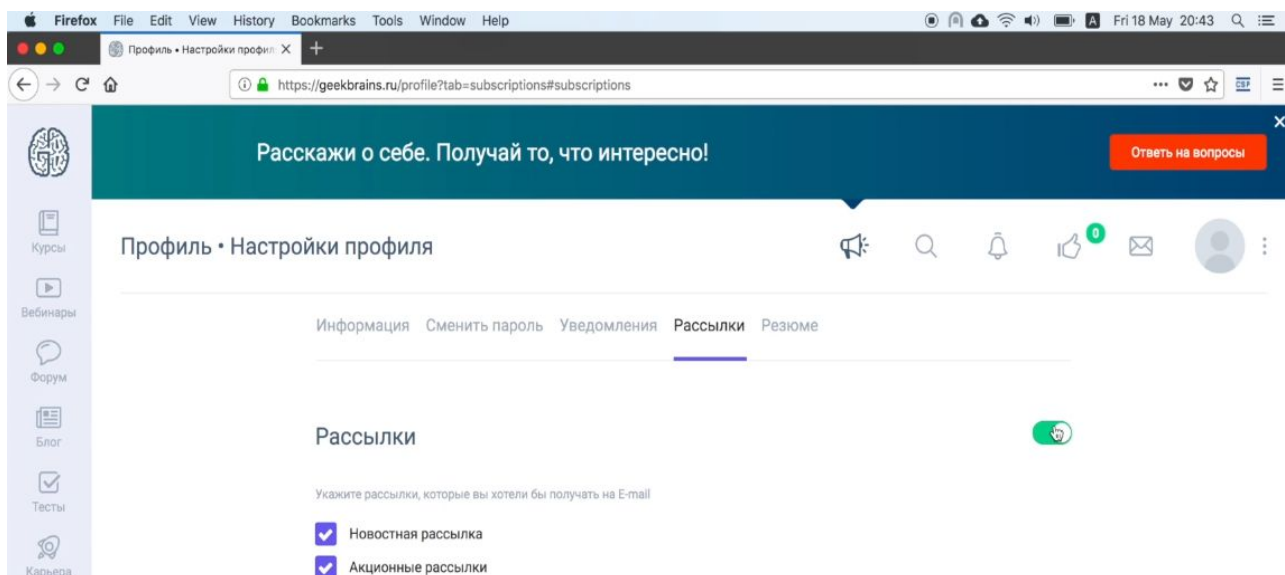 Firefox File Edit View History Bookmarks Tools Window Help A Fri 18 May 20:43
Профиль • Настройки профил
https://geekbrains.ru/profile?tab=subscriptions#subscriptions
CSP
Расскажи о себе. Получай то, что интересно!
Ответь на вопросы
Курсы
Профиль • Настройки профиля
0
Вебинары
Информация Сменить пароль Уведомления Рассылки Резюме
Форум
Блог
Рассылки
Укажите рассылки, которые вы хотели бы получать на E-mail
Тесты
Новостная рассылка
Акционные рассылки
Карьера